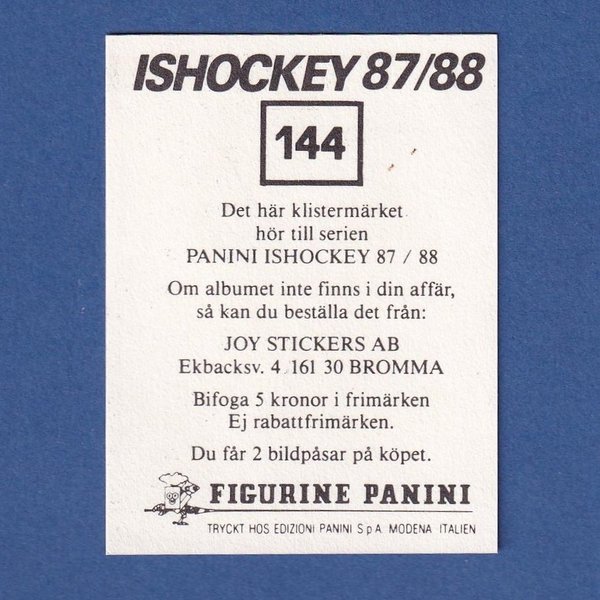 ISHOCKEY 87/88
144
Det här klistermärket
hör till serien
PANINI ISHOCKEY 87 / 88
Om albumet inte finns i din affär,
så kan du beställa det från:
JOY STICKERS AB
Ekbacksv. 4 161 30 BROMMA
Bifoga 5 kronor i frimärken
Ej rabattfrimärken.
Du får 2 bildpåsar på köpet.
FIGURINE PANINI
TRYCKT HOS EDIZIONI PANINI S p A MODENA ITALIEN